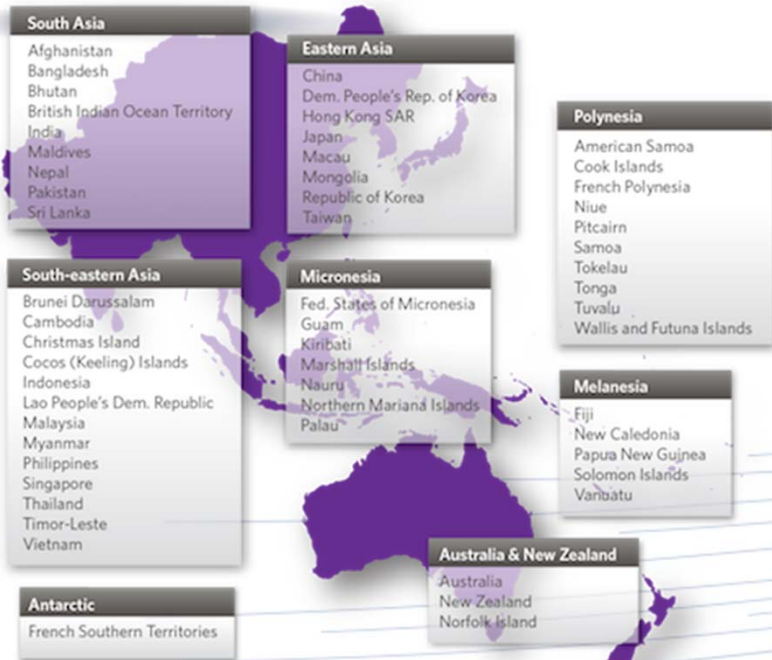 South Asia
Afghanistan
Bangladesh
Bhutan
British Indian Ocean Territory
India
Maldives
Nepal
Pakistan
Sri Lanka
Eastern Asia
China
Dem. People's Rep. of Korea
Hong Kong SAR
Japan
Macau
Mongolia
Republic of Korea
Taiwan
Polynesia
American Samoa
Cook Islands
French Polynesia
Niue
Pitcairn
Samoa
Tokelau
Tonga
Tuvalu
Wallis and Futuna Islands
South-eastern Asia
Brunei Darussalam
Cambodia
Christmas Island
Cocos (Keeling) Islands
Indonesia
Lao People's Dem. Republic
Malaysia
Myanmar
Philippines
Singapore
Thailand
Timor-Leste
Vietnam
Micronesia
Fed. States of Micronesia
Guam
Kiribati
Marshall Islands
Nauru
Northern Mariana Islands
Palau
Melanesia
Fiji
New Caledonia
Papua New Guinea
Solomon Islands
Vanuatu
Australia & New Zealand
Australia
New Zealand
Norfolk Island
Antarctic
French Southern Territories